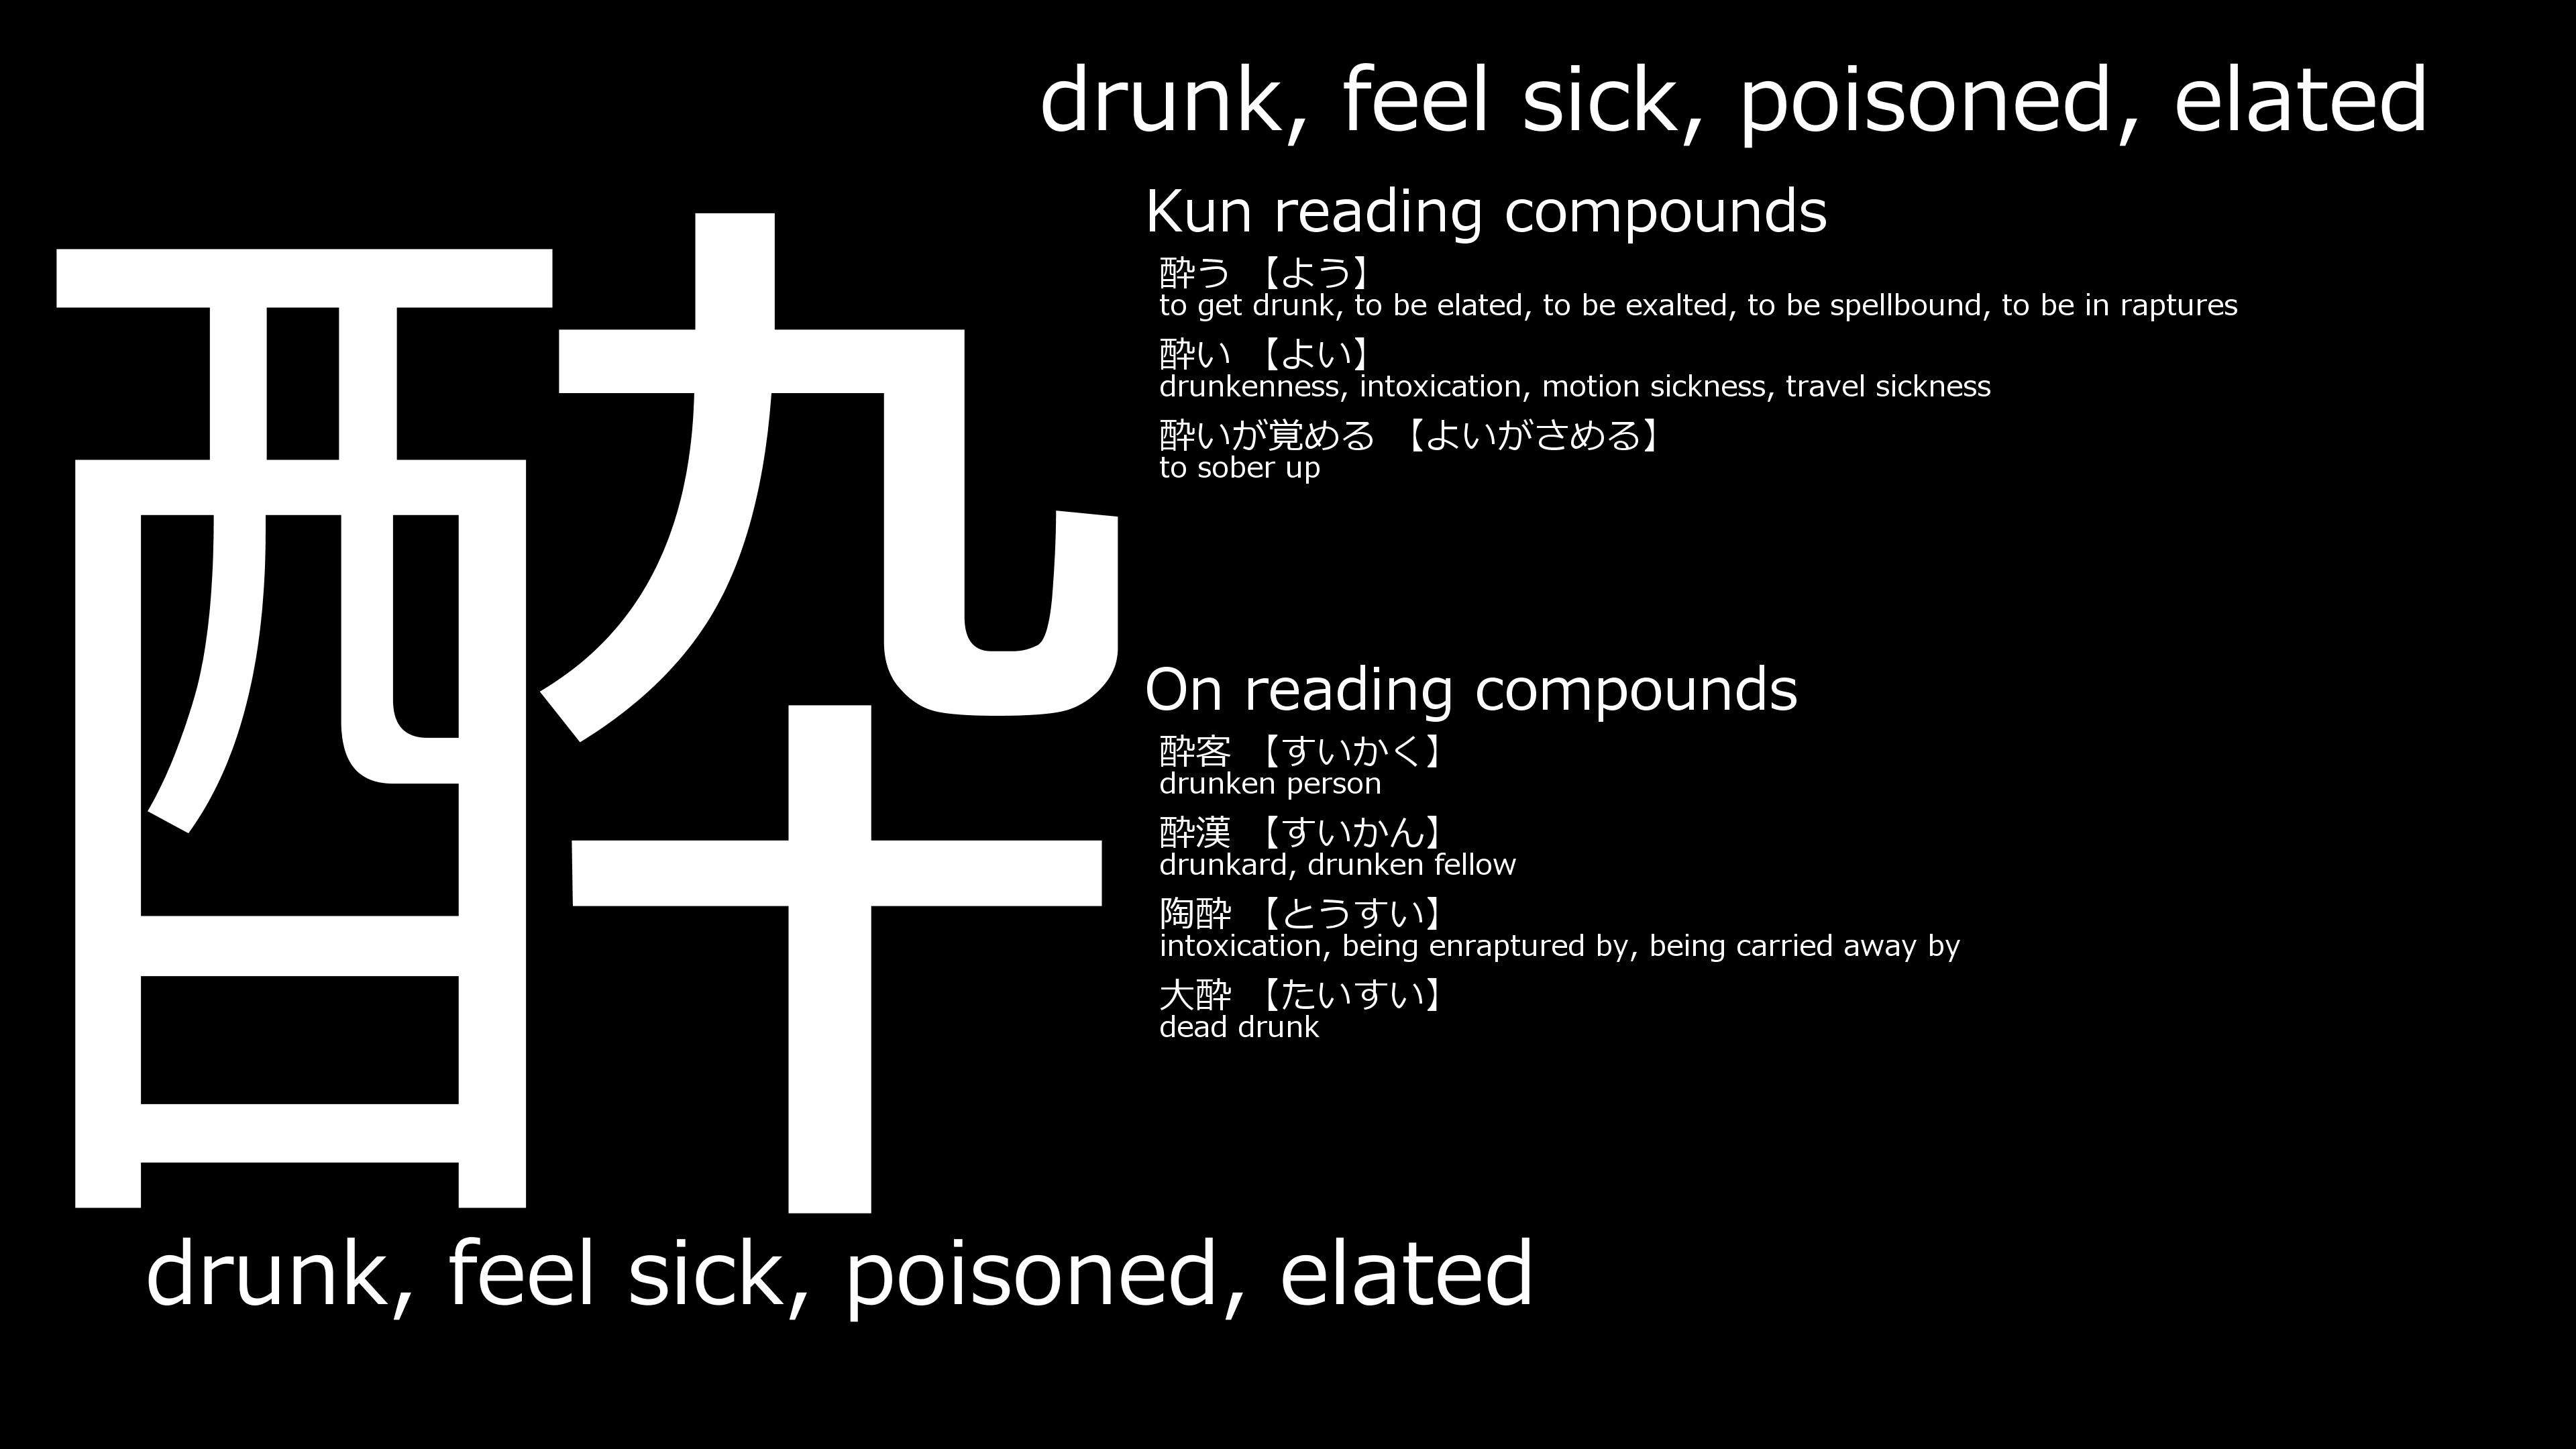 drunk, feel sick, poisoned, elated
酔
Kun reading compounds
酔う 【よう】
to get drunk, to be elated, to be exalted, to be spellbound, to be in raptures
酔い 【よい】
drunkenness, intoxication, motion sickness, travel sickness
酔いが覚める 【よいがさめる】
to sober up
On reading compounds
酔客 【すいかく】
drunken person
酔漢 【すいかん】
drunkard, drunken fellow
陶酔 【とうすい】
intoxication, being enraptured by, being carried away by
大酔 【たいすい】
dead drunk
drunk, feel sick, poisoned, elated